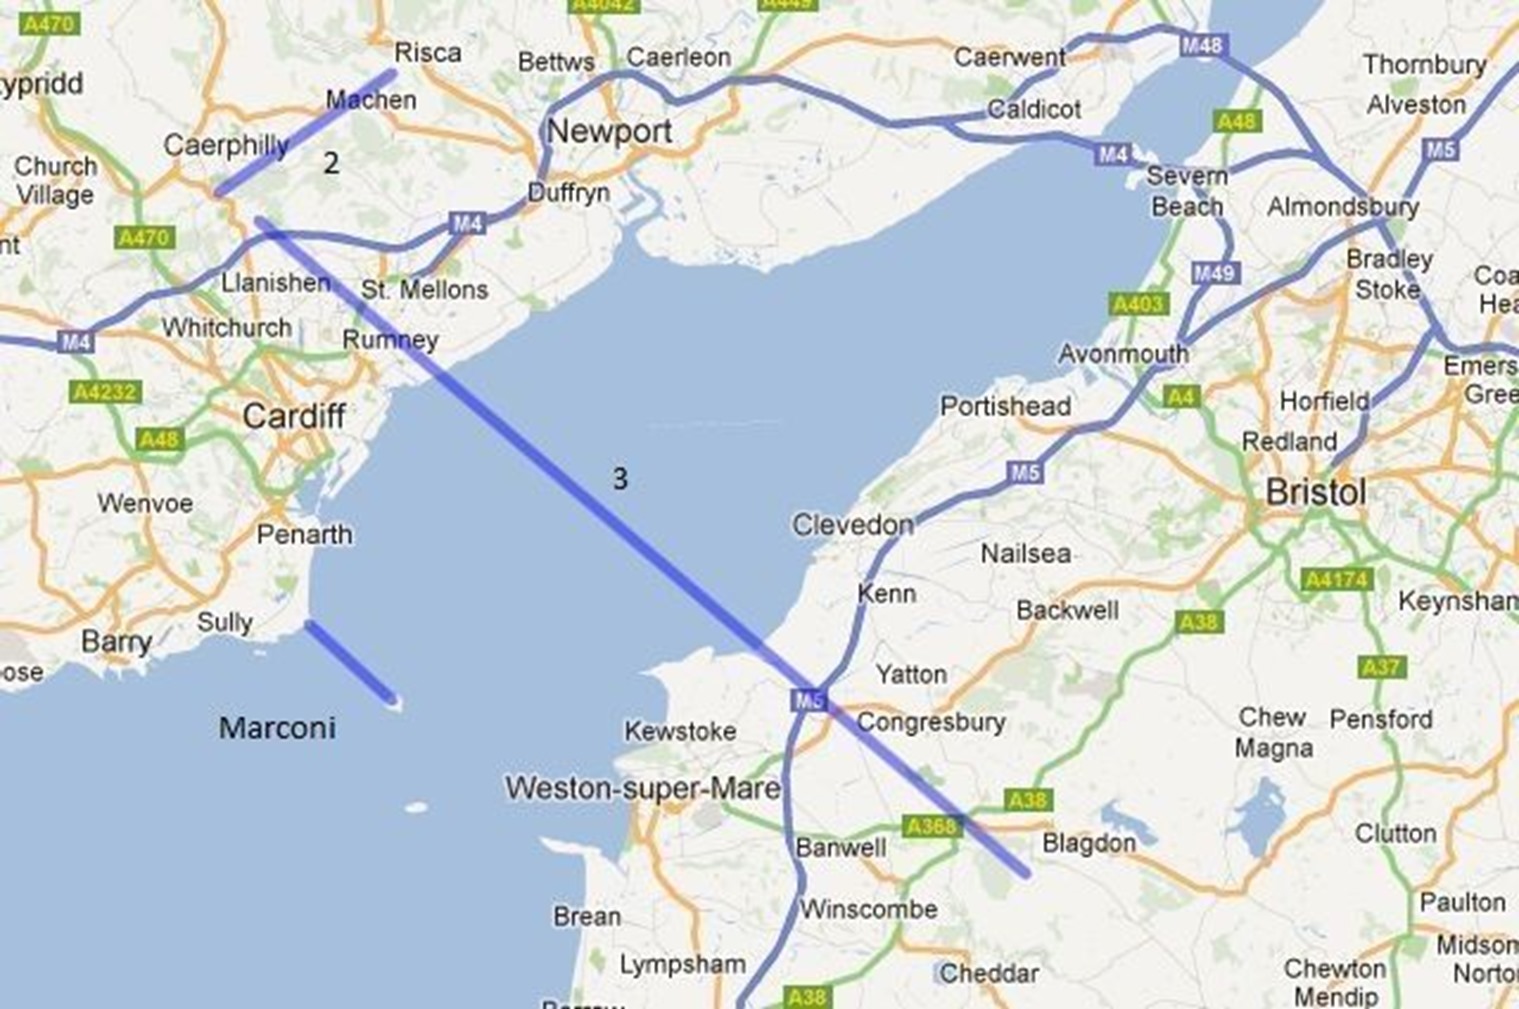 A470
A4042
A449
Risca
Bettws
Caerleon
Caerwent
M48
Thornbury
ypridd
Machen
Caldicot
Alveston
Newport
A48
Caerphilly
2
M4
M5
Church
Village
Duffryn
Severn
Beach
Almondsbury
M4
A470
nt
Bradley
Stoke
M49
Coa
Hea
Llanishen
St. Mellons
A403
Whitchurch
Rumney
M4
Avonmouth
Emers
Gree
A4232
A4
Portishead
Horfield
Cardiff
A48
Redland
M5
3
Bristol
Wenvoe
Clevedon
Penarth
Nailsea
A4174
Kenn
Keynsham
Backwell
Sully
A38
Barry
ose
Yatton
A37
M5
Congresbury
Chew
Magna
Pensford
Marconi
Kewstoke
Weston-super-Mare
A38
A368
Clutton
Banwell
Blagdon
Paulton
Brean
Winscombe
Midsom
Norto
Lympsham
Cheddar
Chewton
Mendip
A38